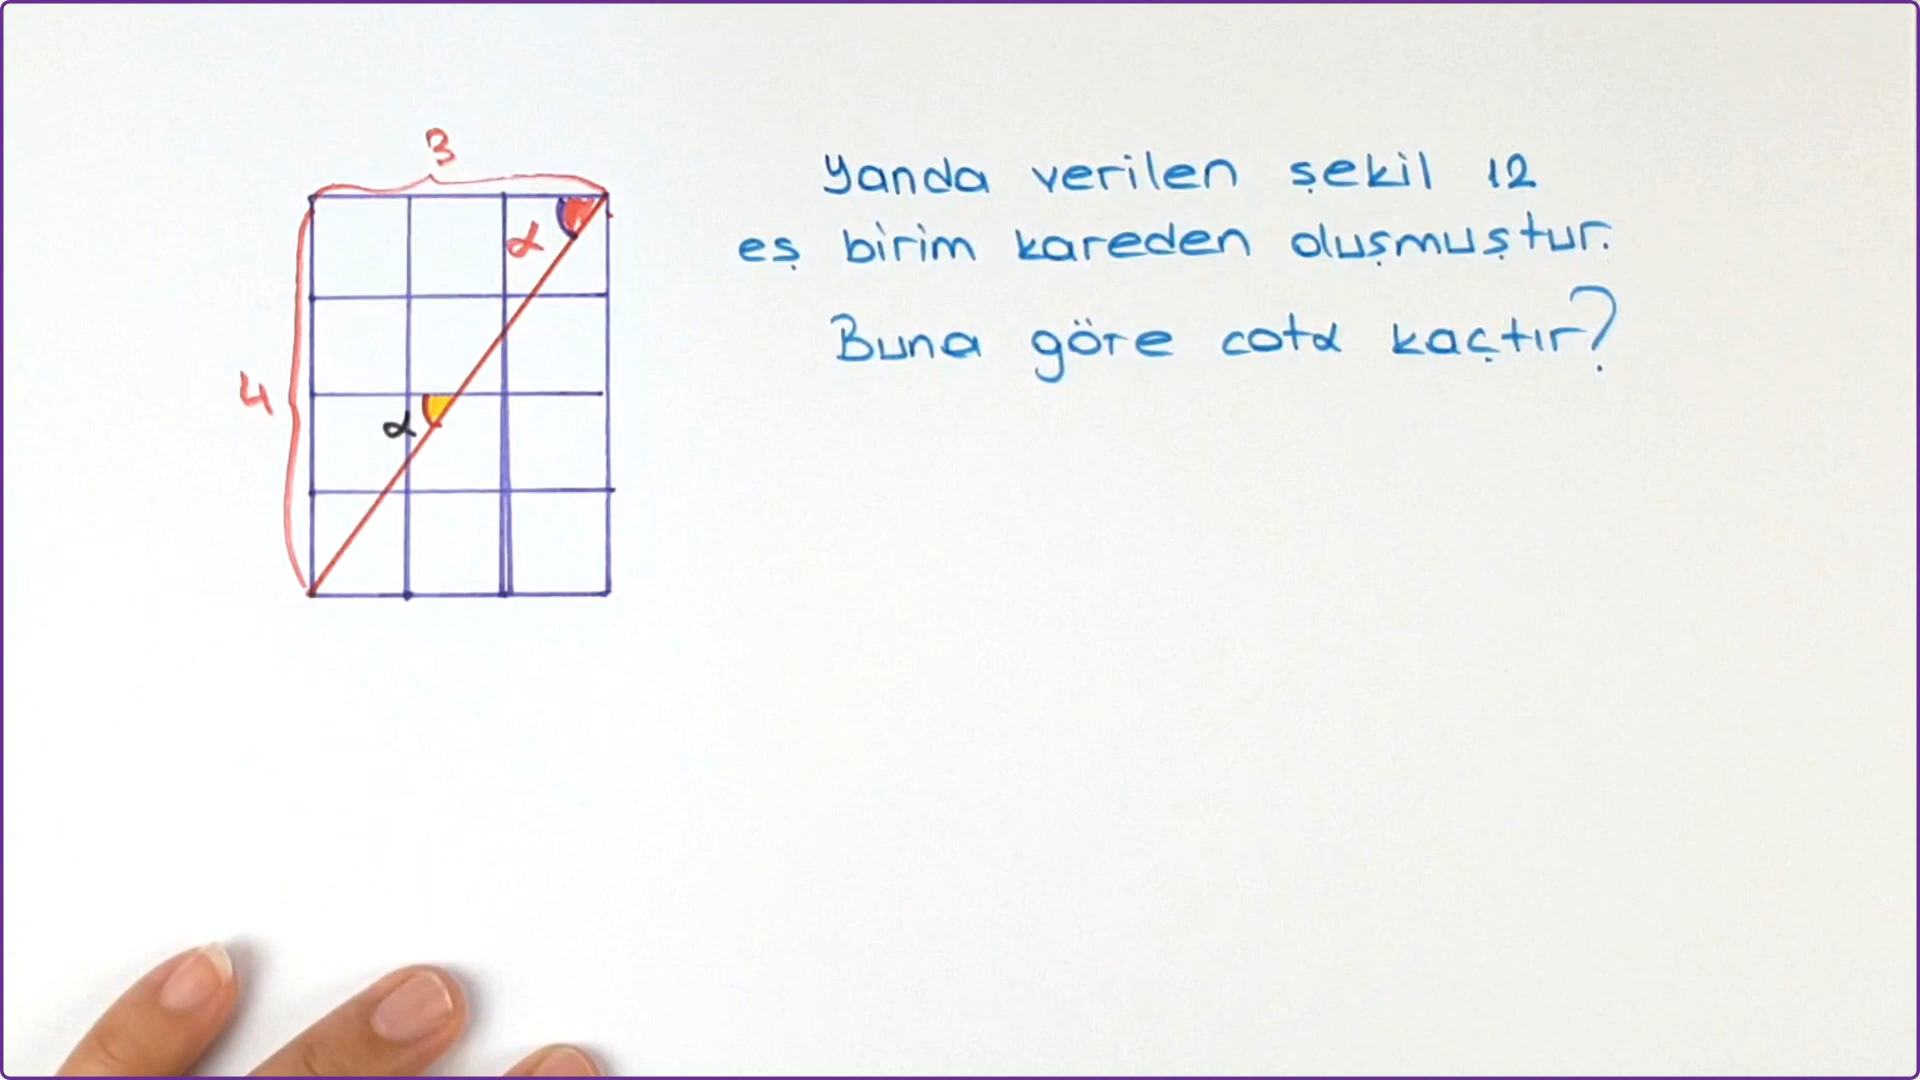 3
Yanda verilen şekil 12
α
eş birim kareden oluşmuştur.
Buna göre cotα kaçtır?
4
α